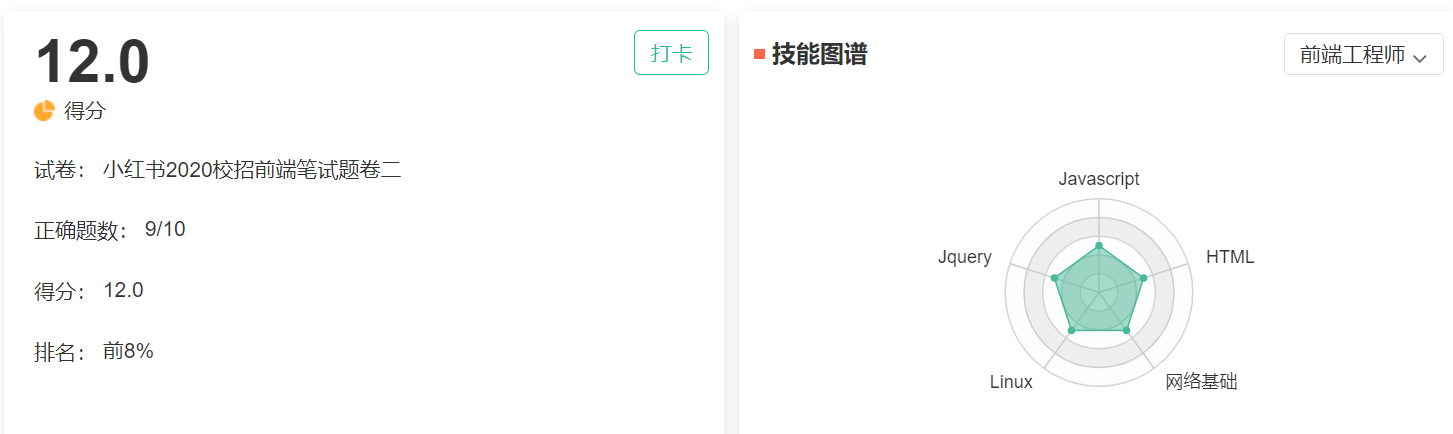 12.0
打卡
得分
试卷： 小红书2020校招前端笔试题卷二
正确题数： 9/10
得分： 12.0
排名： 前8%
技能图谱
前端工程师
Javascript
Jquery
HTML
Linux
网络基础